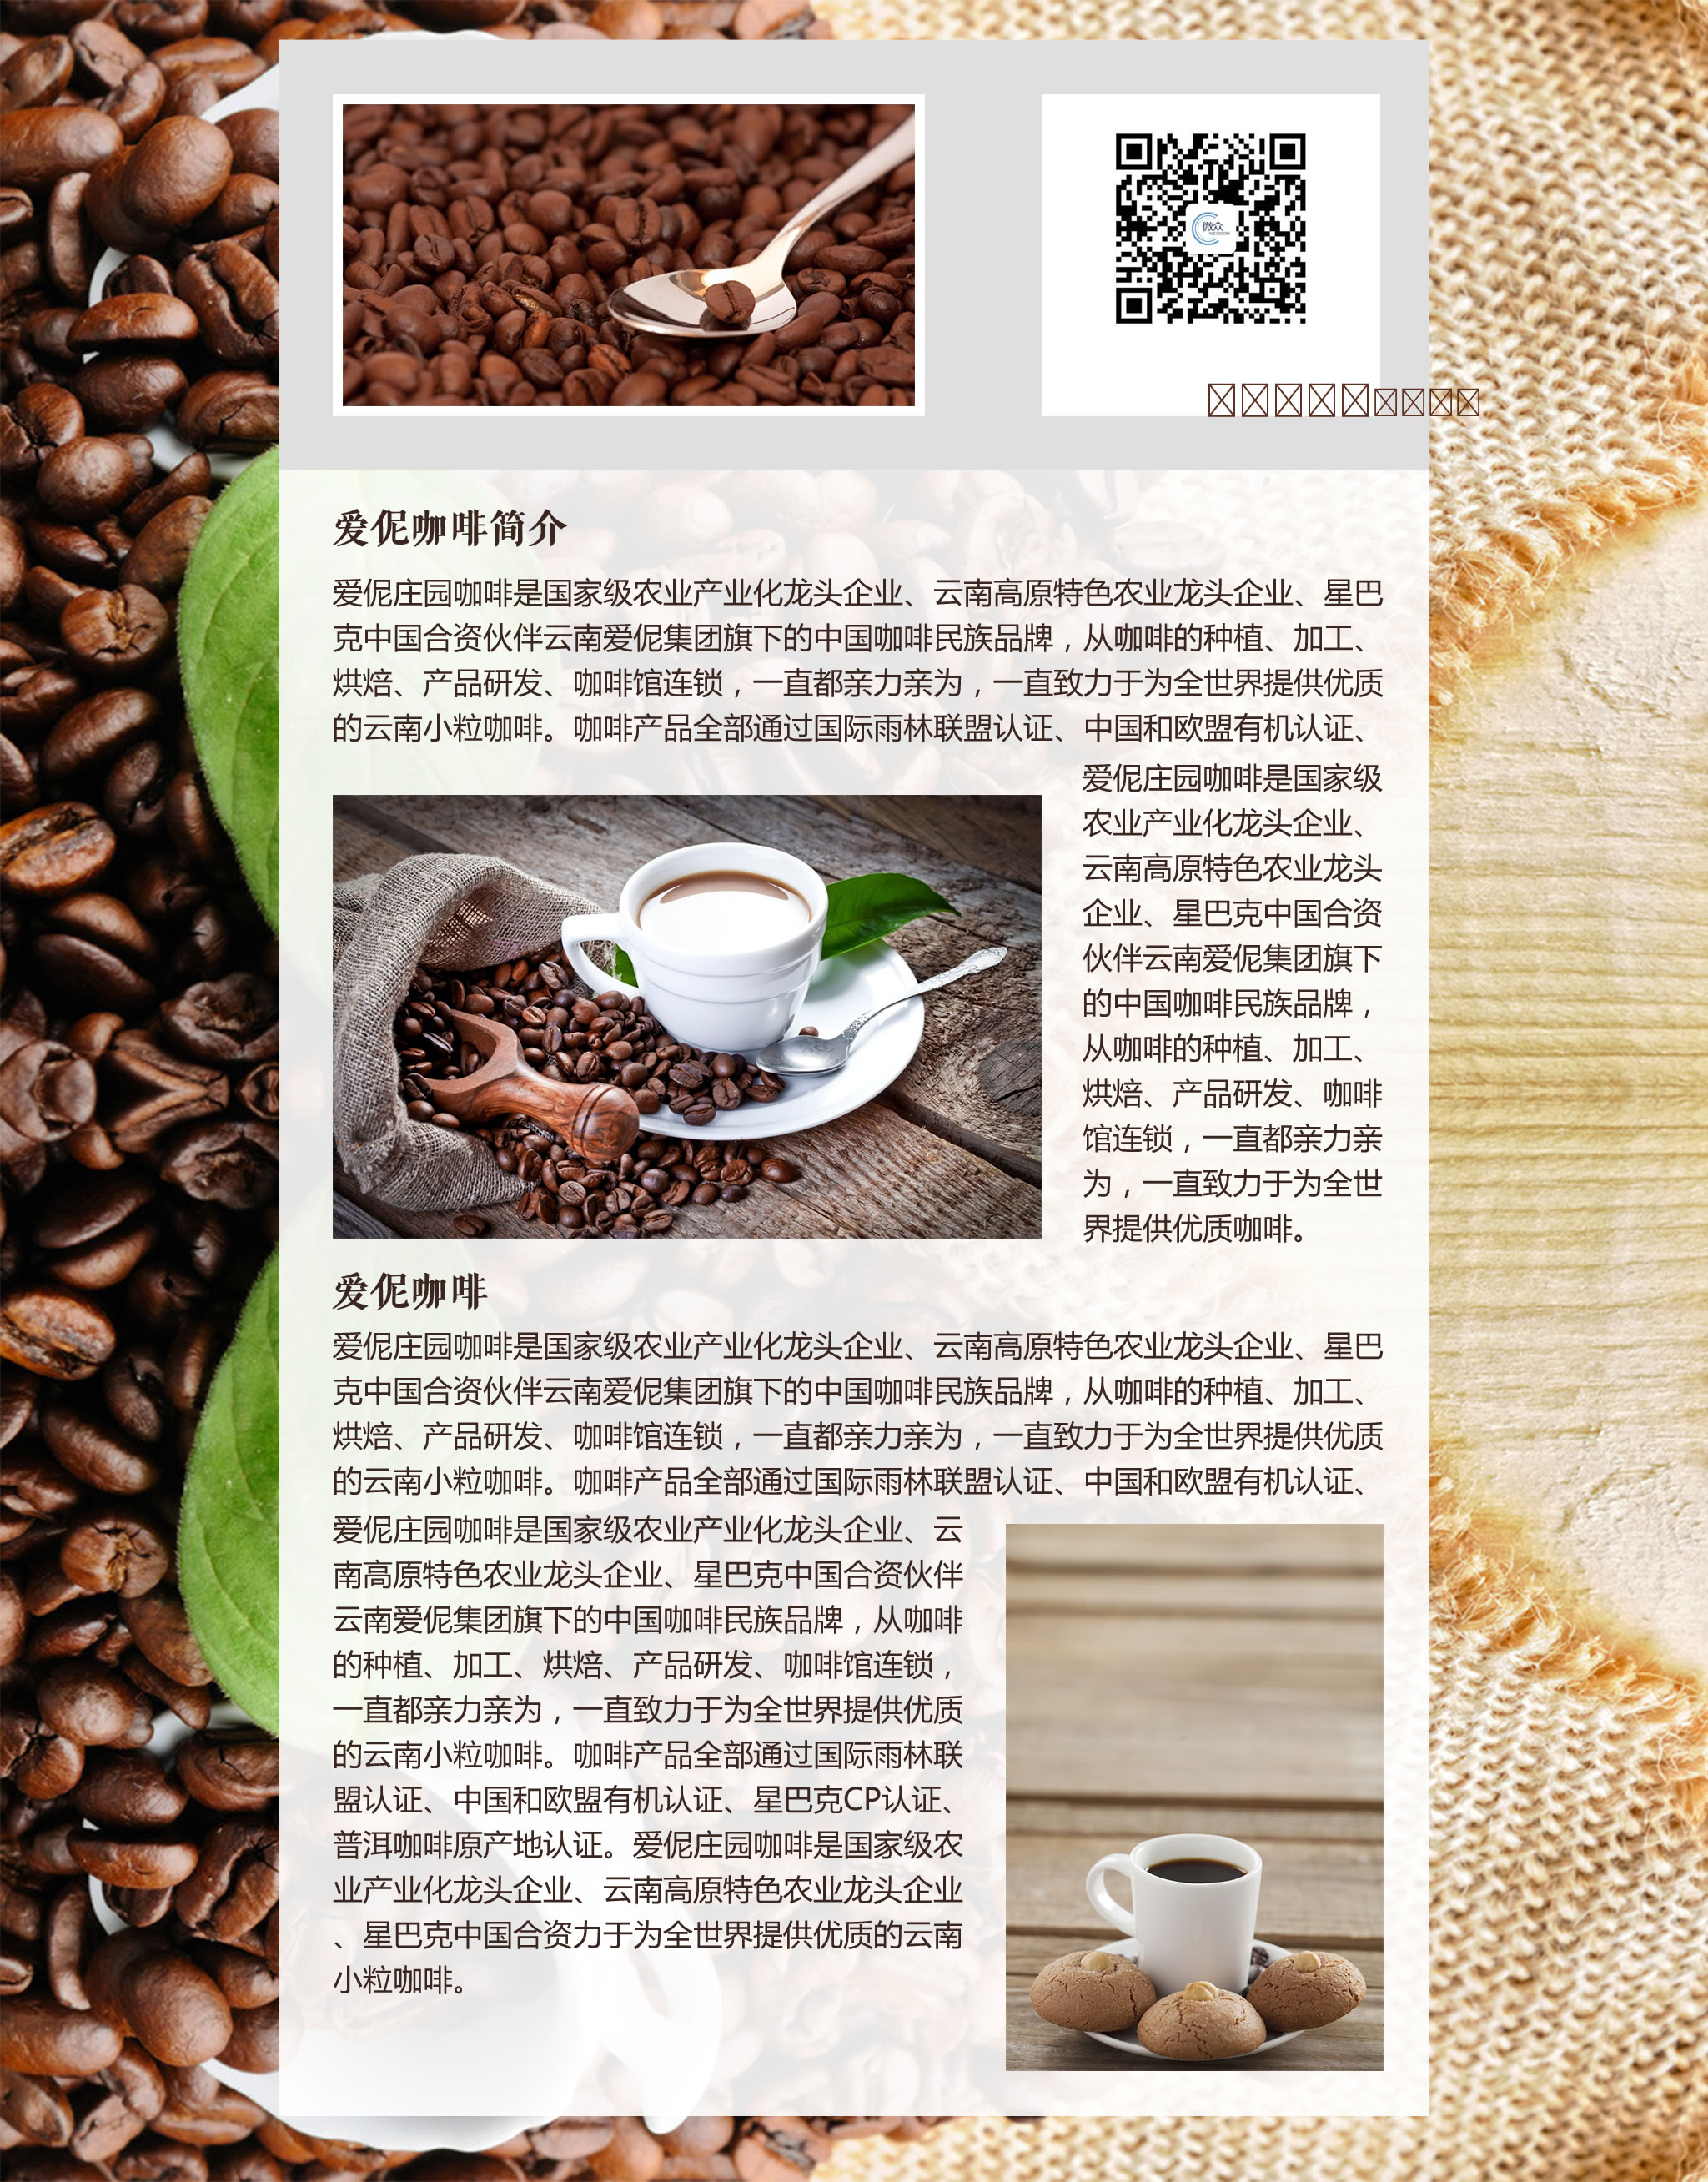 微众
WEIZOOM
爱伲咖啡简介
爱伲庄园咖啡是国家级农业产业化龙头企业、云南高原特色农业龙头企业、星巴
克中国合资伙伴云南爱伲集团旗下的中国咖啡民族品牌，从咖啡的种植、加工、
烘焙、产品研发、咖啡馆连锁，一直都亲力亲为，一直致力于为全世界提供优质
的云南小粒咖啡。咖啡产品全部通过国际雨林联盟认证、中国和欧盟有机认证、
爱伲庄园咖啡是国家级
农业产业化龙头企业、
云南高原特色农业龙头
企业、星巴克中国合资
伙伴云南爱伲集团旗下
的中国咖啡民族品牌，
从咖啡的种植、加工、
烘焙、产品研发、咖啡
馆连锁，一直都亲力亲
为，一直致力于为全世
界提供优质咖啡。
爱伲咖啡
爱伲庄园咖啡是国家级农业产业化龙头企业、云南高原特色农业龙头企业、星巴
克中国合资伙伴云南爱伲集团旗下的中国咖啡民族品牌，从咖啡的种植、加工、
烘焙、产品研发、咖啡馆连锁，一直都亲力亲为，一直致力于为全世界提供优质
的云南小粒咖啡。咖啡产品全部通过国际雨林联盟认证、中国和欧盟有机认证、
爱伲庄园咖啡是国家级农业产业化龙头企业、云
南高原特色农业龙头企业、星巴克中国合资伙伴
云南爱伲集团旗下的中国咖啡民族品牌，从咖啡
的种植、加工、烘焙、产品研发、咖啡馆连锁，
一直都亲力亲为，一直致力于为全世界提供优质
的云南小粒咖啡。咖啡产品全部通过国际雨林联
盟认证、中国和欧盟有机认证、星巴克CP认证、
普洱咖啡原产地认证。爱伲庄园咖啡是国家级农
业产业化龙头企业、云南高原特色农业龙头企业
、星巴克中国合资力于为全世界提供优质的云南
小粒咖啡。